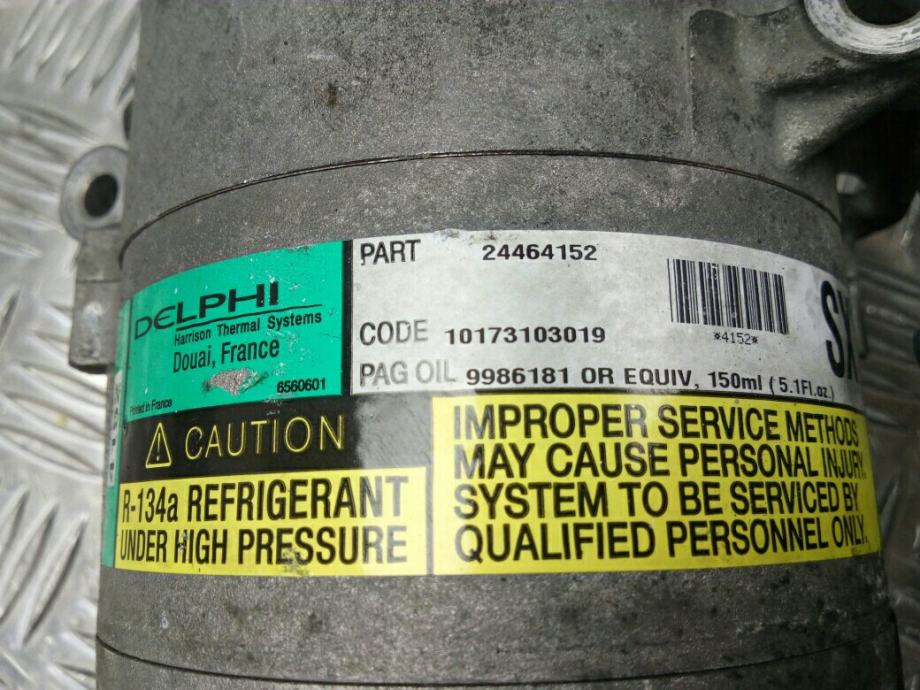 DELPHI
Harrison Thermal Systems
Douai, France
6560601
Printed in France
PART 24464152
*4152*
CODE 10173103019
PAG OIL 9986181 OR EQUIV, 150ml ( 5.1Fl.oz.)
SX
⚠ CAUTION
R-134a REFRIGERANT
UNDER HIGH PRESSURE
IMPROPER SERVICE METHODS
MAY CAUSE PERSONAL INJURY.
SYSTEM TO BE SERVICED BY
QUALIFIED PERSONNEL ONLY.